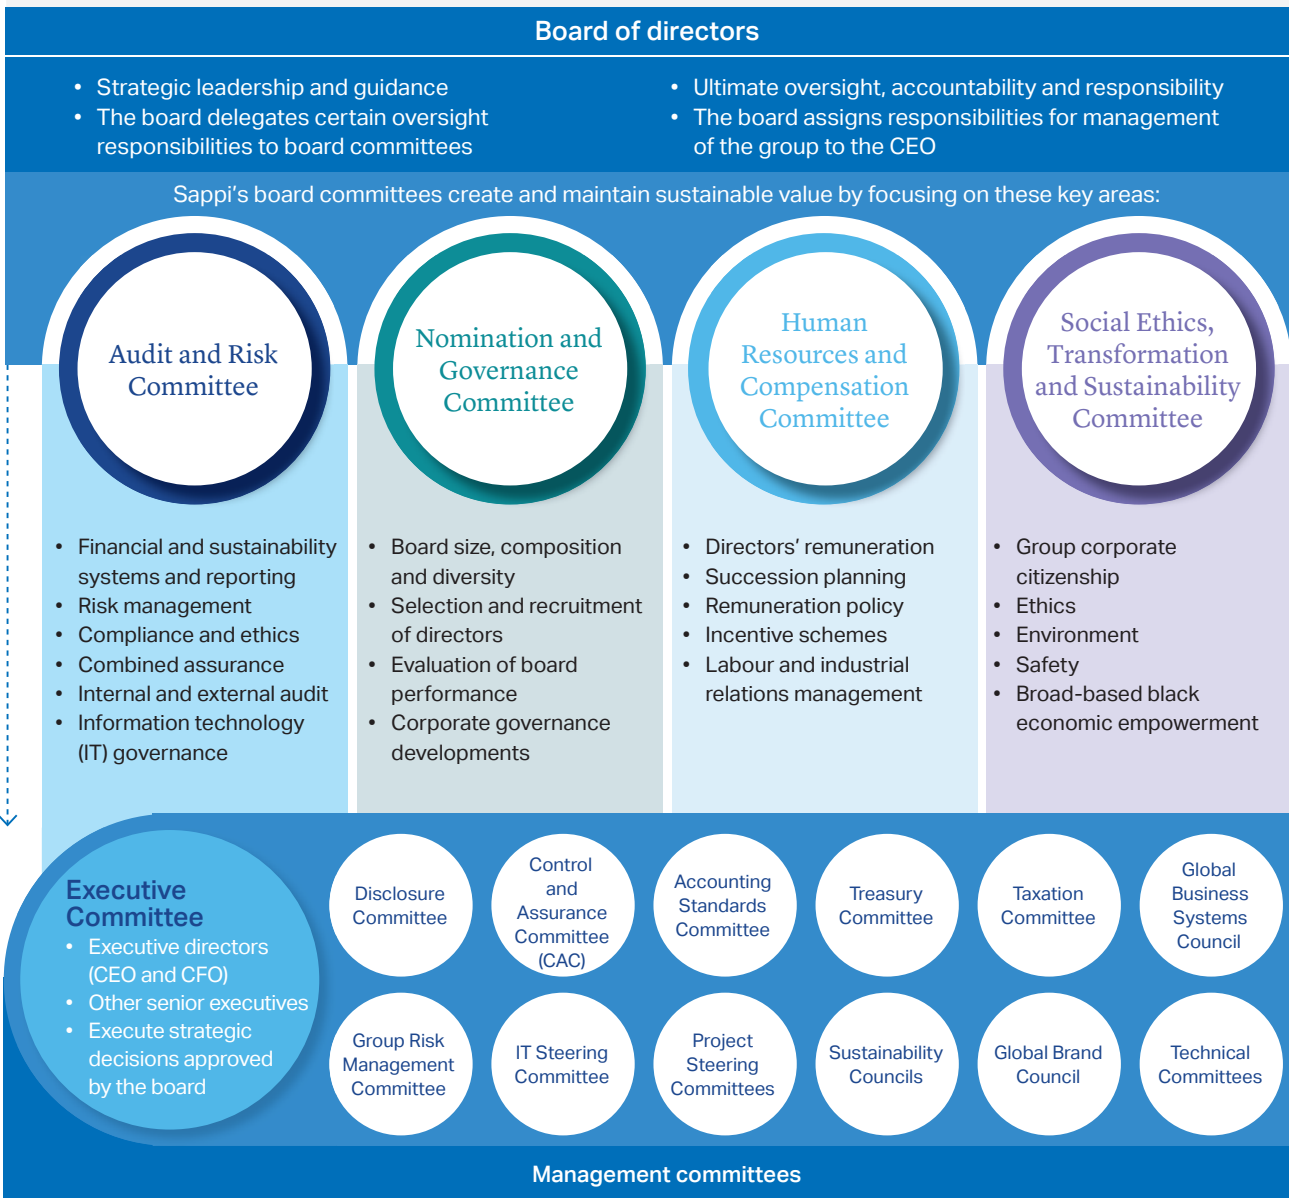 Board of directors
• Strategic leadership and guidance
• The board delegates certain oversight
responsibilities to board committees
• Ultimate oversight, accountability and responsibility
• The board assigns responsibilities for management
of the group to the CEO
Sappi’s board committees create and maintain sustainable value by focusing on these key areas:
Audit and Risk
Committee
• Financial and sustainability
systems and reporting
• Risk management
• Compliance and ethics
• Combined assurance
• Internal and external audit
• Information technology
(IT) governance
Nomination and
Governance
Committee
• Board size, composition
and diversity
• Selection and recruitment
of directors
• Evaluation of board
performance
• Corporate governance
developments
Human
Resources and
Compensation
Committee
• Directors’ remuneration
• Succession planning
• Remuneration policy
• Incentive schemes
• Labour and industrial
relations management
Social Ethics,
Transformation
and Sustainability
Committee
• Group corporate
citizenship
• Ethics
• Environment
• Safety
• Broad-based black
economic empowerment
Executive
Committee
• Executive directors
(CEO and CFO)
• Other senior executives
• Execute strategic
decisions approved
by the board
Disclosure
Committee
Control
and
Assurance
Committee
(CAC)
Accounting
Standards
Committee
Treasury
Committee
Taxation
Committee
Global
Business
Systems
Council
Group Risk
Management
Committee
IT Steering
Committee
Project
Steering
Committees
Sustainability
Councils
Global Brand
Council
Technical
Committees
Management committees